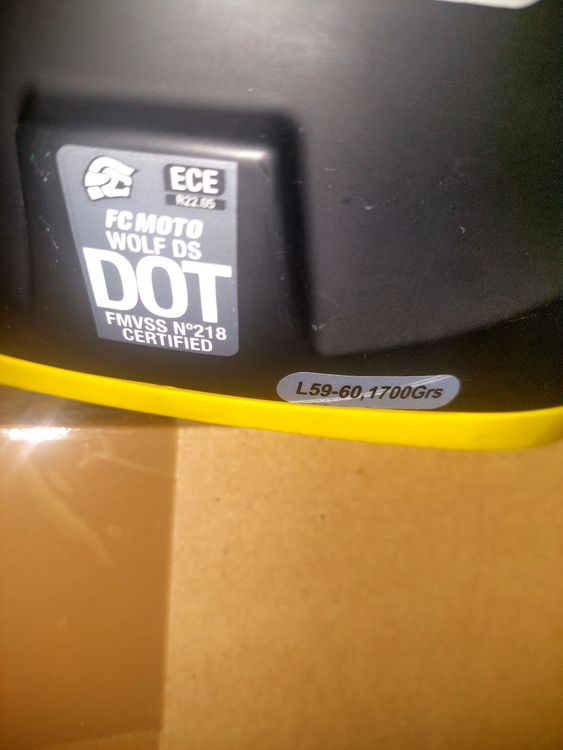 ECE
R22.05
FC MOTO
WOLF DS
DOT
FMVSS Nº218
CERTIFIED
L59-60,1700Grs